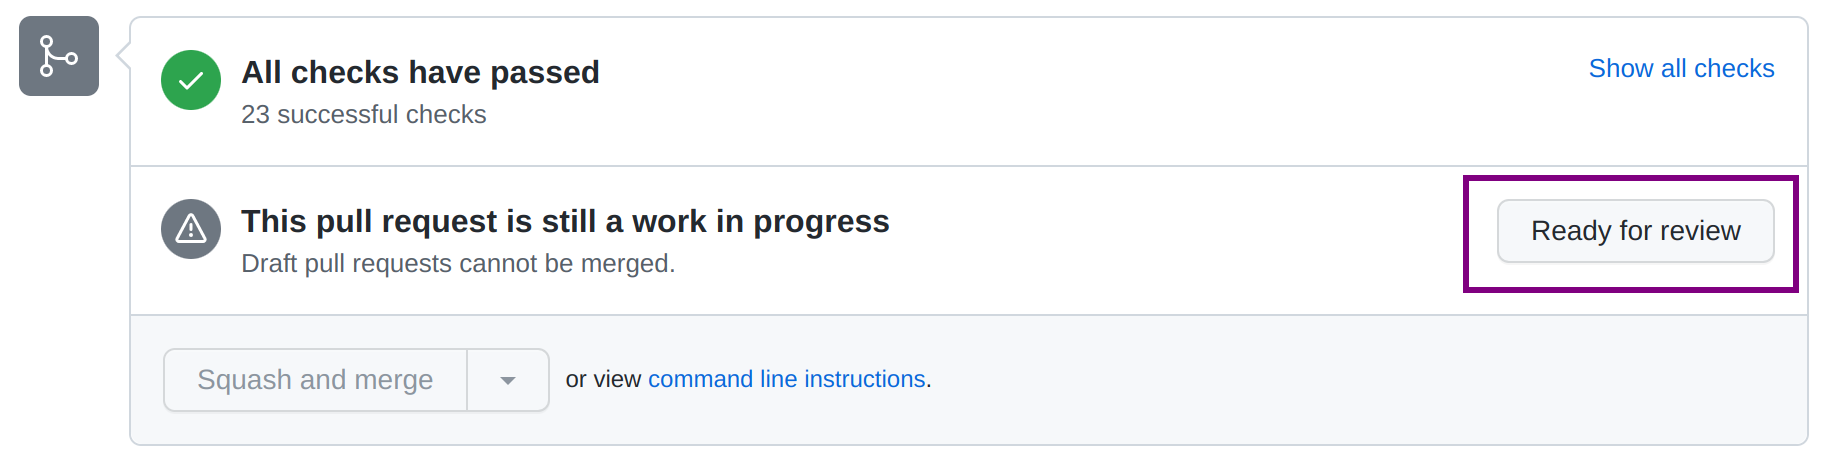 All checks have passed
Show all checks
23 successful checks
This pull request is still a work in progress
Ready for review
Draft pull requests cannot be merged.
Squash and merge
or view command line instructions.